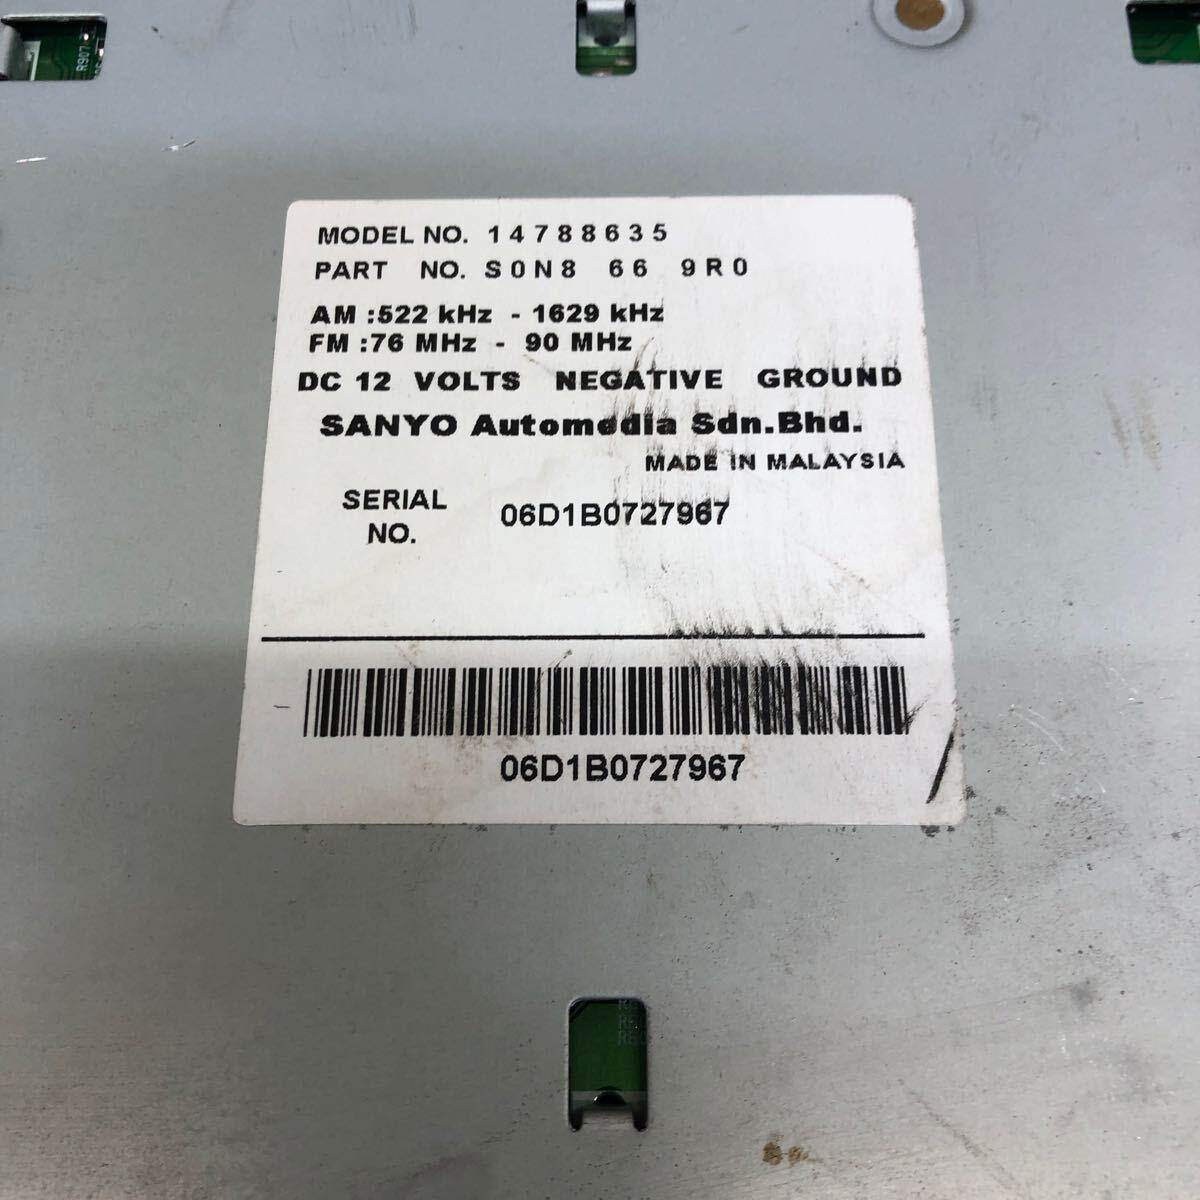 R907
MODEL NO. 14788635
PART NO. S0N8 66 9R0
AM :522 kHz - 1629 kHz
FM :76 MHz - 90 MHz
DC 12 VOLTS NEGATIVE GROUND
SANYO Automedia Sdn.Bhd.
MADE IN MALAYSIA
SERIAL NO. 06D1B0727967
06D1B0727967